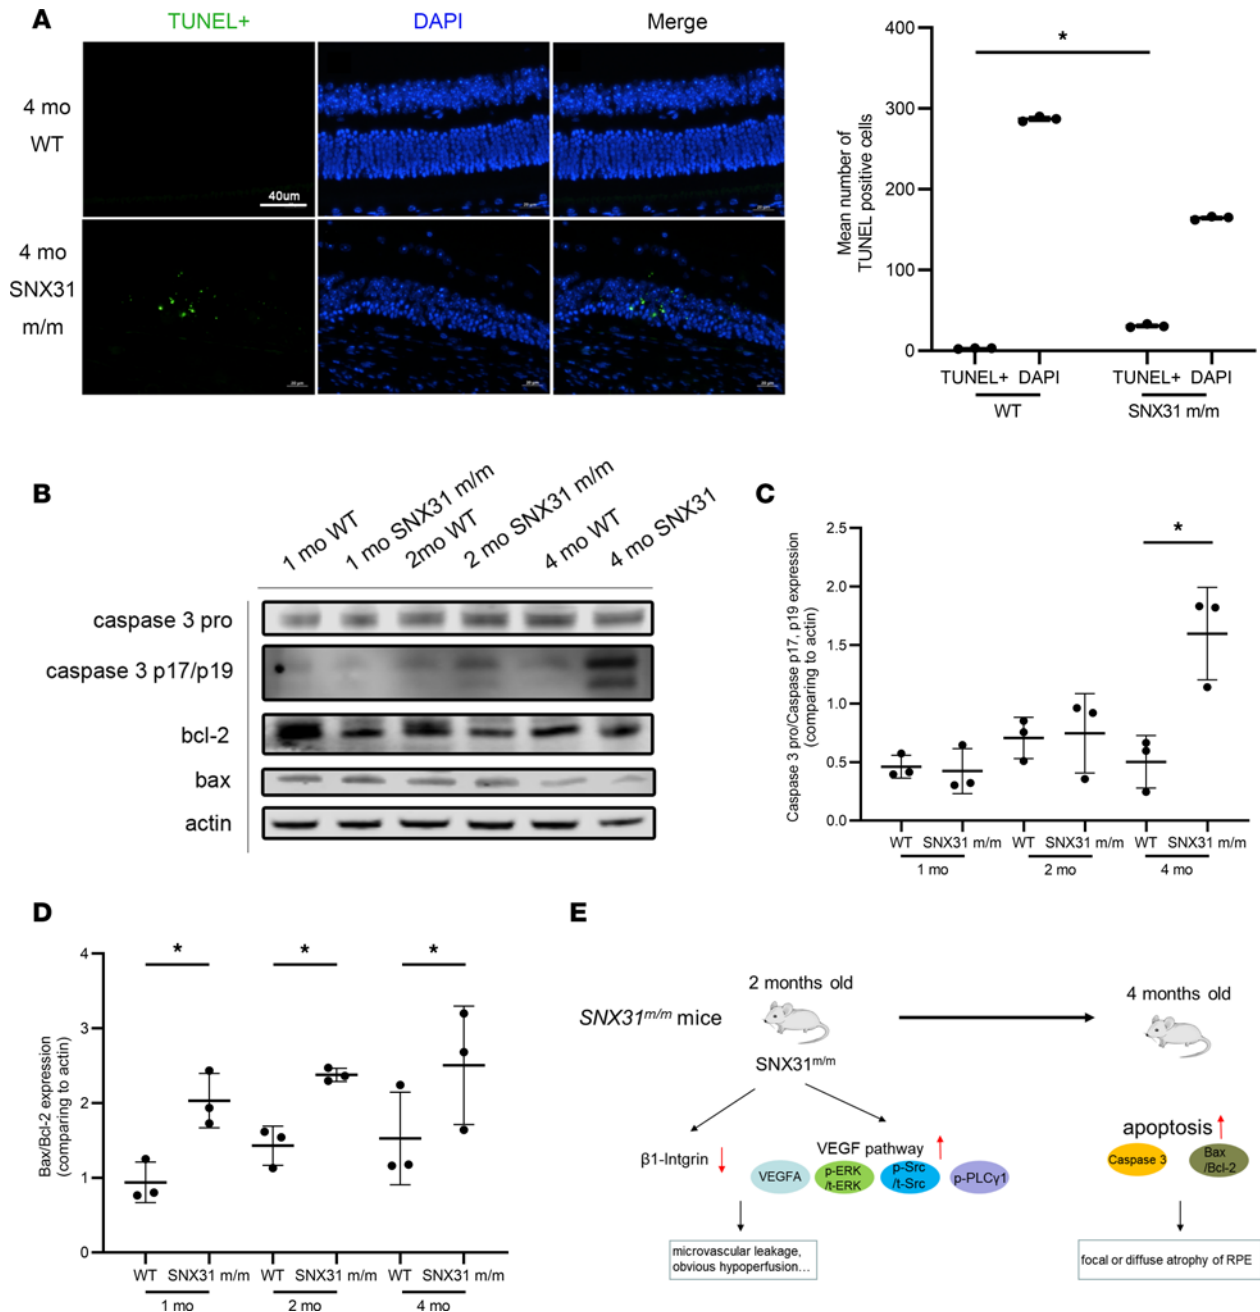 A
TUNEL+
DAPI
Merge
4 mo
WT
40um
4 mo
SNX31
m/m
Mean number of
TUNEL positive cells
400
300
200
100
0
*
TUNEL+ DAPI
TUNEL+ DAPI
WT
SNX31 m/m
B
1 mo WT
1 mo SNX31 m/m
2mo WT
2 mo SNX31 m/m
4 mo WT
4 mo SNX31
caspase 3 pro
caspase 3 p17/p19
bcl-2
bax
actin
C
Caspase 3 pro/Caspase p17, p19 expression
(comparing to actin)
2.5
2.0
1.5
1.0
0.5
0.0
*
WT SNX31 m/m WT SNX31 m/m WT SNX31 m/m
1 mo 2 mo 4 mo
D
Bax/Bcl-2 expression
(comparing to actin)
4
3
2
1
0
* * *
WT SNX31 m/m WT SNX31 m/m WT SNX31 m/m
1 mo 2 mo 4 mo
E
2 months old
4 months old
SNX31m/m mice
SNX31m/m
β1-Intgrin
VEGF pathway
VEGFA
p-ERK
/t-ERK
p-Src
/t-Src
p-PLCγ1
microvascular leakage,
obvious hypoperfusion…
apoptosis
Caspase 3
Bax
/Bcl-2
focal or diffuse atrophy of RPE